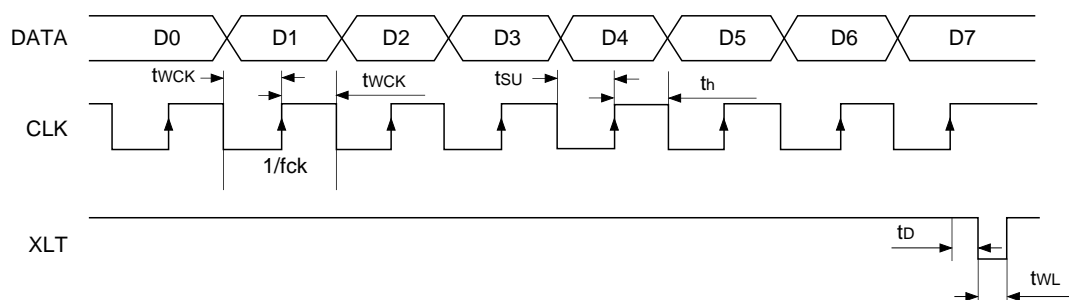 DATA D0 D1 D2 D3 D4 D5 D6 D7
tWCK tWCK tSU th
CLK
1/fck
XLT tD
tWL